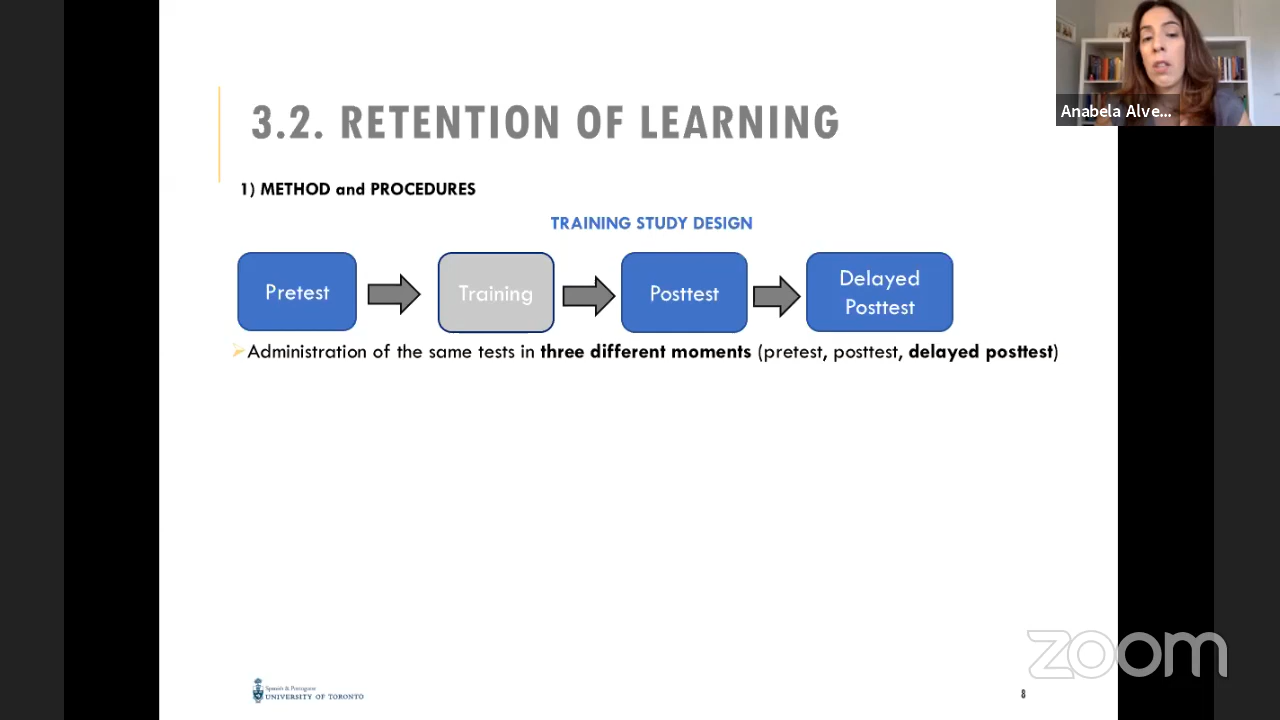 Anabela Alve...
3.2. RETENTION OF LEARNING
1) METHOD and PROCEDURES
TRAINING STUDY DESIGN
Pretest
Training
Posttest
Delayed
Posttest
Administration of the same tests in three different moments (pretest, posttest, delayed posttest)
Spanish & Portuguese
UNIVERSITY OF TORONTO
8
zoom